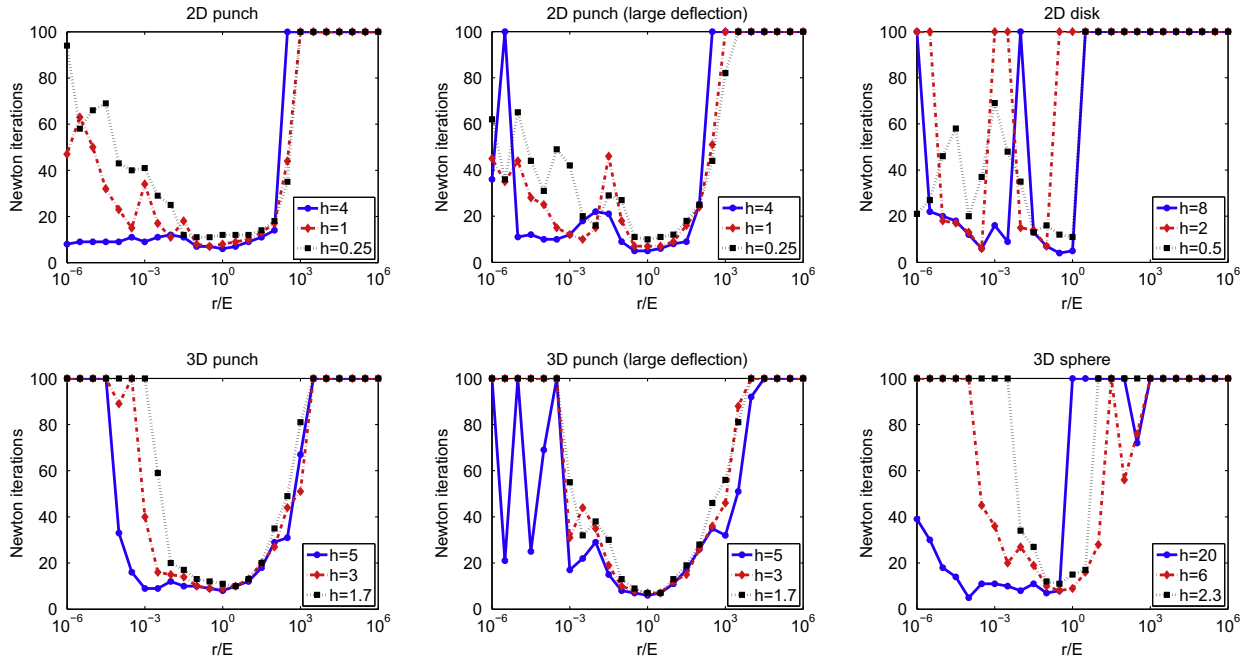 2D punch
Newton iterations
100
80
60
40
20
0
10^-6
10^-3
10^0
10^3
10^6
r/E
h=4
h=1
h=0.25
2D punch (large deflection)
Newton iterations
100
80
60
40
20
0
10^-6
10^-3
10^0
10^3
10^6
r/E
h=4
h=1
h=0.25
2D disk
Newton iterations
100
80
60
40
20
0
10^-6
10^-3
10^0
10^3
10^6
r/E
h=8
h=2
h=0.5
3D punch
Newton iterations
100
80
60
40
20
0
10^-6
10^-3
10^0
10^3
10^6
r/E
h=5
h=3
h=1.7
3D punch (large deflection)
Newton iterations
100
80
60
40
20
0
10^-6
10^-3
10^0
10^3
10^6
r/E
h=5
h=3
h=1.7
3D sphere
Newton iterations
100
80
60
40
20
0
10^-6
10^-3
10^0
10^3
10^6
r/E
h=20
h=6
h=2.3